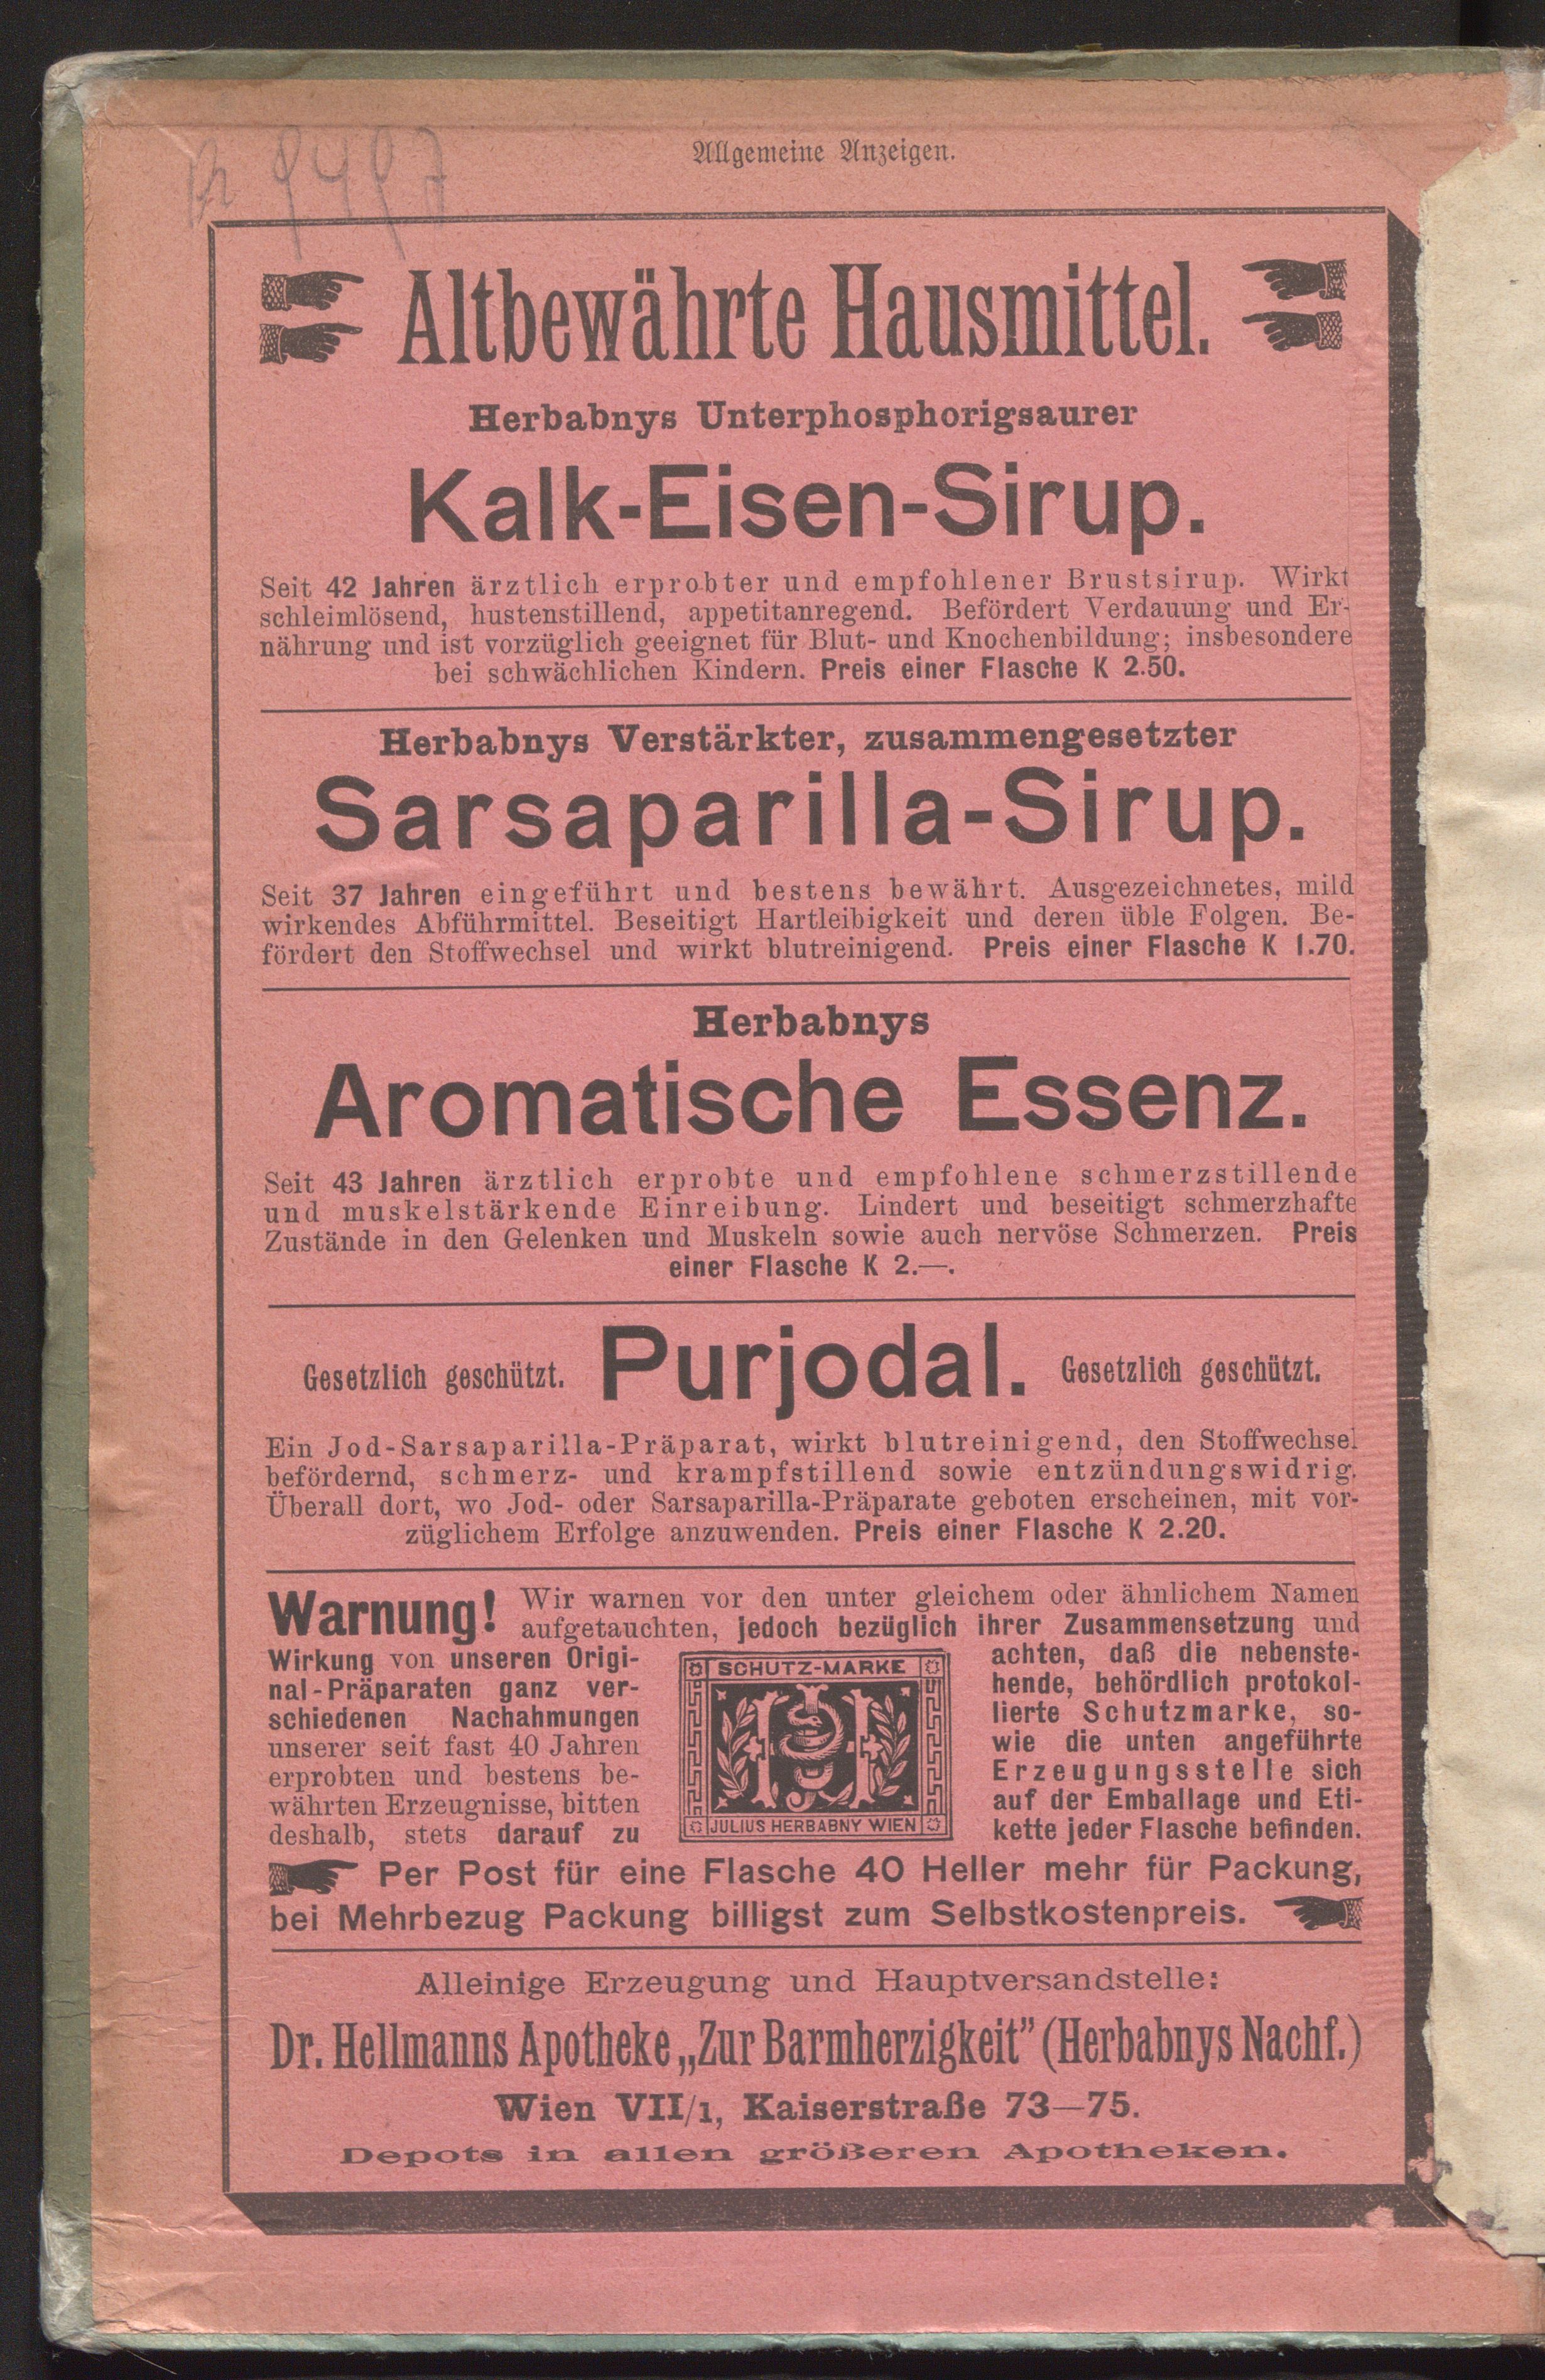 Allgemeine Anzeigen.
Altbewährte Hausmittel.
Herbabnys Unterphosphorigsaurer
Kalk-Eisen-Sirup.
Seit 42 Jahren ärztlich erprobter und empfohlener Brustsirup. Wirkt
schleimlösend, hustenstillend, appetitanregend. Befördert Verdauung und Er-
nährung und ist vorzüglich geeignet für Blut- und Knochenbildung; insbesondere
bei schwächlichen Kindern. Preis einer Flasche K 2.50.
Herbabnys Verstärkter, zusammengesetzter
Sarsaparilla-Sirup.
Seit 37 Jahren eingeführt und bestens bewährt. Ausgezeichnetes, mild
wirkendes Abführmittel. Beseitigt Hartleibigkeit und deren üble Folgen. Be-
fördert den Stoffwechsel und wirkt blutreinigend. Preis einer Flasche K 1.70.
Herbabnys
Aromatische Essenz.
Seit 43 Jahren ärztlich erprobte und empfohlene schmerzstillende
und muskelstärkende Einreibung. Lindert und beseitigt schmerzhafte
Zustände in den Gelenken und Muskeln sowie auch nervöse Schmerzen. Preis
einer Flasche K 2.—.
Gesetzlich geschützt. Purjodal. Gesetzlich geschützt.
Ein Jod-Sarsaparilla-Präparat, wirkt blutreinigend, den Stoffwechsel
befördernd, schmerz- und krampfstillend sowie entzündungswidrig.
Überall dort, wo Jod- oder Sarsaparilla-Präparate geboten erscheinen, mit vor-
züglichem Erfolge anzuwenden. Preis einer Flasche K 2.20.
Warnung! Wir warnen vor den unter gleichem oder ähnlichem Namen
aufgetauchten, jedoch bezüglich ihrer Zusammensetzung und
Wirkung von unseren Origi-
nal-Präparaten ganz ver-
schiedenen Nachahmungen
unserer seit fast 40 Jahren
erprobten und bestens be-
währten Erzeugnisse, bitten
deshalb, stets darauf zu
SCHUTZ-MARKE
JULIUS HERBABNY WIEN
achten, daß die nebenste-
hende, behördlich protokol-
lierte Schutzmarke, so-
wie die unten angeführte
Erzeugungsstelle sich
auf der Emballage und Eti-
kette jeder Flasche befinden.
Per Post für eine Flasche 40 Heller mehr für Packung,
bei Mehrbezug Packung billigst zum Selbstkostenpreis.
Alleinige Erzeugung und Hauptversandstelle:
Dr. Hellmanns Apotheke „Zur Barmherzigkeit” (Herbabnys Nachf.)
Wien VII/1, Kaiserstraße 73—75.
Depots in allen größeren Apotheken.